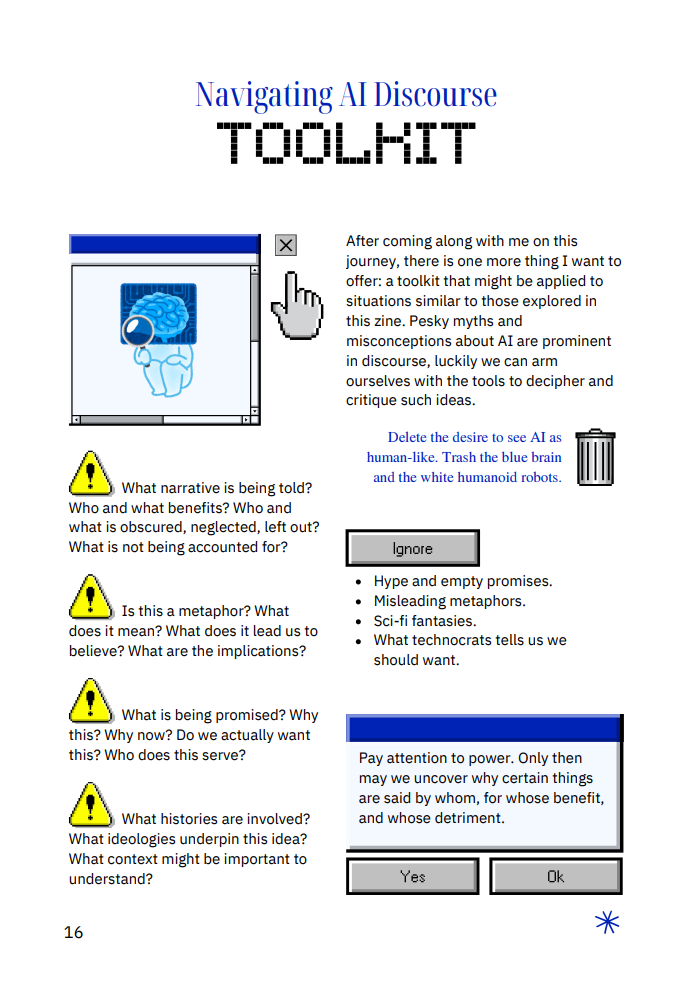 Navigating AI Discourse
TOOLKIT
What narrative is being told?
Who and what benefits? Who and
what is obscured, neglected, left out?
What is not being accounted for?
Is this a metaphor? What
does it mean? What does it lead us to
believe? What are the implications?
What is being promised? Why
this? Why now? Do we actually want
this? Who does this serve?
What histories are involved?
What ideologies underpin this idea?
What context might be important to
understand?
After coming along with me on this
journey, there is one more thing I want to
offer: a toolkit that might be applied to
situations similar to those explored in
this zine. Pesky myths and
misconceptions about AI are prominent
in discourse, luckily we can arm
ourselves with the tools to decipher and
critique such ideas.
Delete the desire to see AI as
human-like. Trash the blue brain
and the white humanoid robots.
Ignore
• Hype and empty promises.
• Misleading metaphors.
• Sci-fi fantasies.
• What technocrats tells us we
should want.
Pay attention to power. Only then
may we uncover why certain things
are said by whom, for whose benefit,
and whose detriment.
Yes
Ok
16